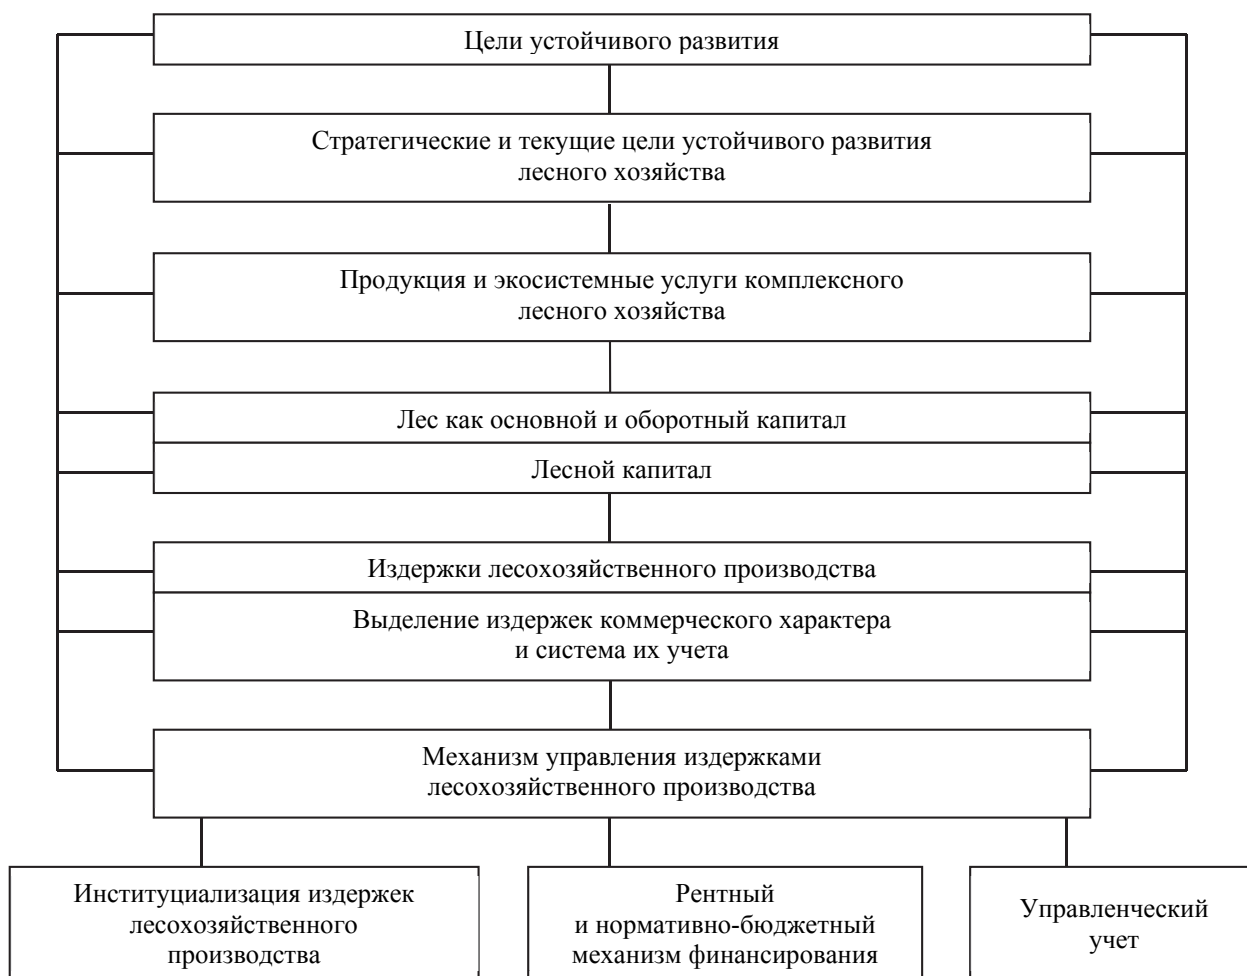 Цели устойчивого развития
Стратегические и текущие цели устойчивого развития
лесного хозяйства
Продукция и экосистемные услуги комплексного
лесного хозяйства
Лес как основной и оборотный капитал
Лесной капитал
Издержки лесохозяйственного производства
Выделение издержек коммерческого характера
и система их учета
Механизм управления издержками
лесохозяйственного производства
Институциализация издержек
лесохозяйственного
производства
Рентный
и нормативно-бюджетный
механизм финансирования
Управленческий
учет